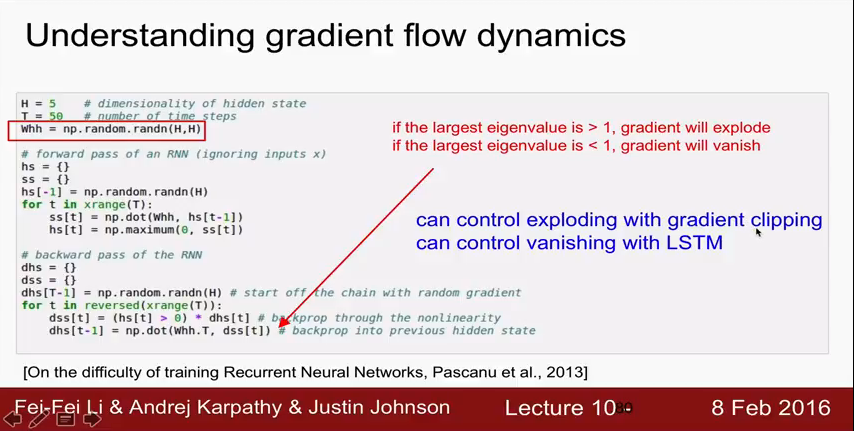 Understanding gradient flow dynamics
H = 5 # dimensionality of hidden state
T = 50 # number of time steps
Whh = np.random.randn(H,H)
# forward pass of an RNN (ignoring inputs x)
hs = {}
ss = {}
hs[-1] = np.random.randn(H)
for t in xrange(T):
ss[t] = np.dot(Whh, hs[t-1])
hs[t] = np.maximum(0, ss[t])
# backward pass of the RNN
dhs = {}
dss = {}
dhs[T-1] = np.random.randn(H) # start off the chain with random gradient
for t in reversed(xrange(T)):
dss[t] = (hs[t] > 0) * dhs[t] # backprop through the nonlinearity
dhs[t-1] = np.dot(Whh.T, dss[t]) # backprop into previous hidden state
if the largest eigenvalue is > 1, gradient will explode
if the largest eigenvalue is < 1, gradient will vanish
can control exploding with gradient clipping
can control vanishing with LSTM
[On the difficulty of training Recurrent Neural Networks, Pascanu et al., 2013]
Fei-Fei Li & Andrej Karpathy & Justin Johnson Lecture 10 - 80 8 Feb 2016